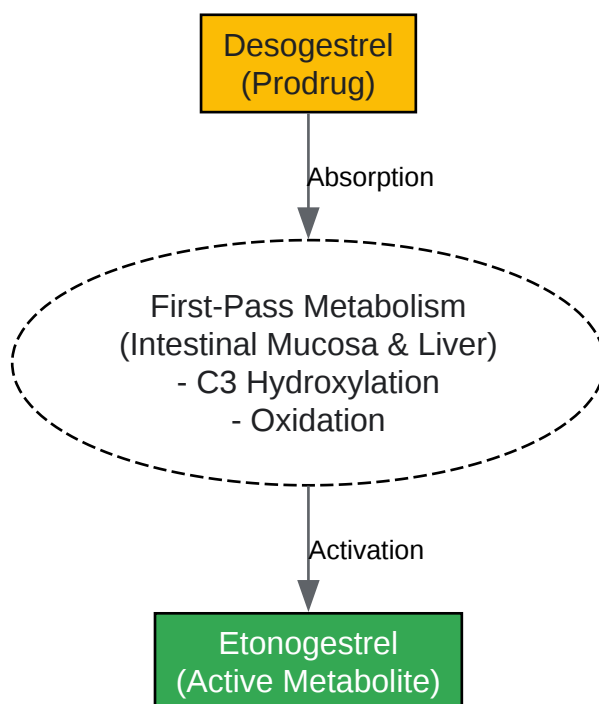 Desogestrel
(Prodrug)
Absorption
First-Pass Metabolism
(Intestinal Mucosa & Liver)
- C3 Hydroxylation
- Oxidation
Activation
Etonogestrel
(Active Metabolite)